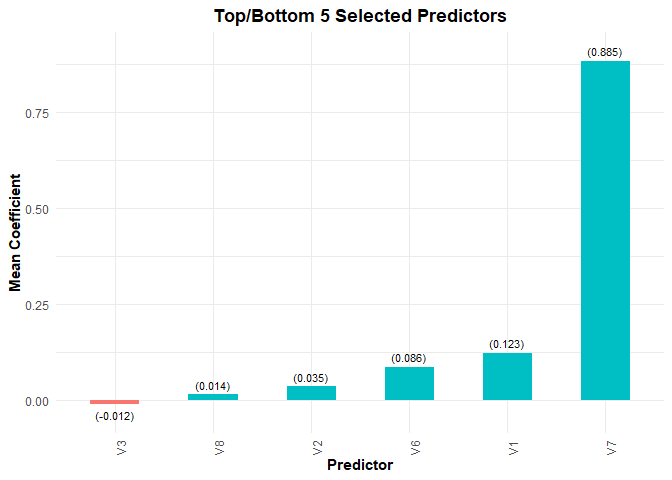 Top/Bottom 5 Selected Predictors
(0.885)
0.75
0.50
0.25
(0.123)
(0.086)
(0.035)
(0.014)
0.00
(-0.012)
Mean Coefficient
V3
V8
V2
V6
V1
V7
Predictor